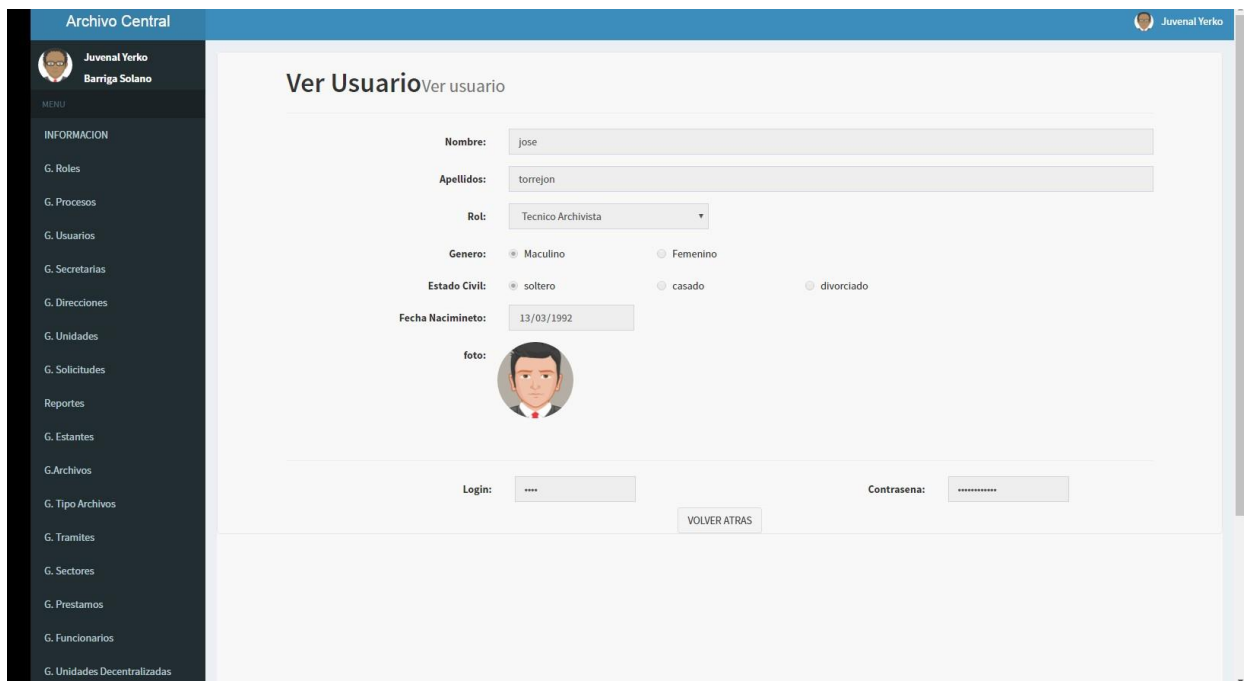 Archivo Central
Juvenal Yerko
Juvenal Yerko
Barriga Solano
MENU
INFORMACION
G. Roles
G. Procesos
G. Usuarios
G. Secretarias
G. Direcciones
G. Unidades
G. Solicitudes
Reportes
G. Estantes
G.Archivos
G. Tipo Archivos
G. Tramites
G. Sectores
G. Prestamos
G. Funcionarios
G. Unidades Decentralizadas
Ver Usuario Ver usuario
Nombre: jose
Apellidos: torrejon
Rol: Tecnico Archivista
Genero: Maculino Femenino
Estado Civil: soltero casado divorciado
Fecha Nacimineto: 13/03/1992
foto:
Login: •••• Contrasena: ••••••••••••
VOLVER ATRAS